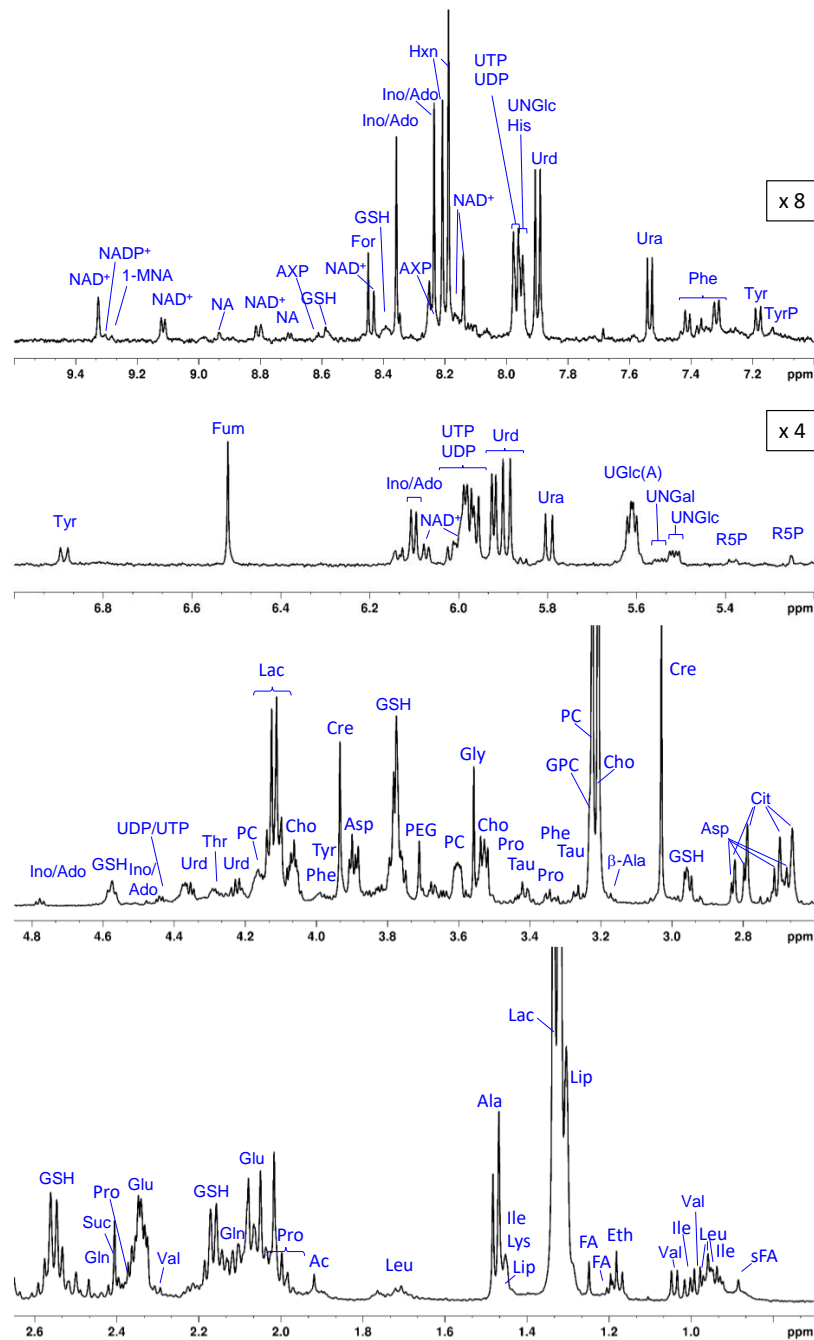 Hxn
UTP
UDP
Ino/Ado
UNGlc
His
Ino/Ado
Urd
x 8
NAD⁺
GSH
NADP⁺
For
Ura
1-MNA
NAD⁺
AXP
NAD⁺
AXP
Phe
NAD⁺
NA
NAD⁺
NA
GSH
Tyr
TyrP
9.4 9.2 9.0 8.8 8.6 8.4 8.2 8.0 7.8 7.6 7.4 7.2 ppm
Fum
UTP
UDP
Urd
x 4
Ino/Ado
UGlc(A)
Tyr
NAD⁺
Ura
UNGal
UNGlc
R5P
R5P
6.8 6.6 6.4 6.2 6.0 5.8 5.6 5.4 ppm
Lac
Cre
GSH
PC
Cre
Gly
GPC
Cho
UDP/UTP
Thr
PC
Cho
Asp
PEG
PC
Cho
Pro
Phe
Cit
Asp
Ino/Ado
GSH
Ino/
Ado
Urd
Urd
Tyr
Phe
Tau
Pro
Tau
β-Ala
GSH
4.8 4.6 4.4 4.2 4.0 3.8 3.6 3.4 3.2 3.0 2.8 ppm
Lac
Lip
Ala
GSH
Glu
Pro
Suc
Gln
Val
GSH
Glu
Gln
Pro
Ac
Leu
Ile
Lys
Lip
FA
FA
Eth
Val
Ile
Val
Leu
Ile
sFA
2.6 2.4 2.2 2.0 1.8 1.6 1.4 1.2 1.0 ppm